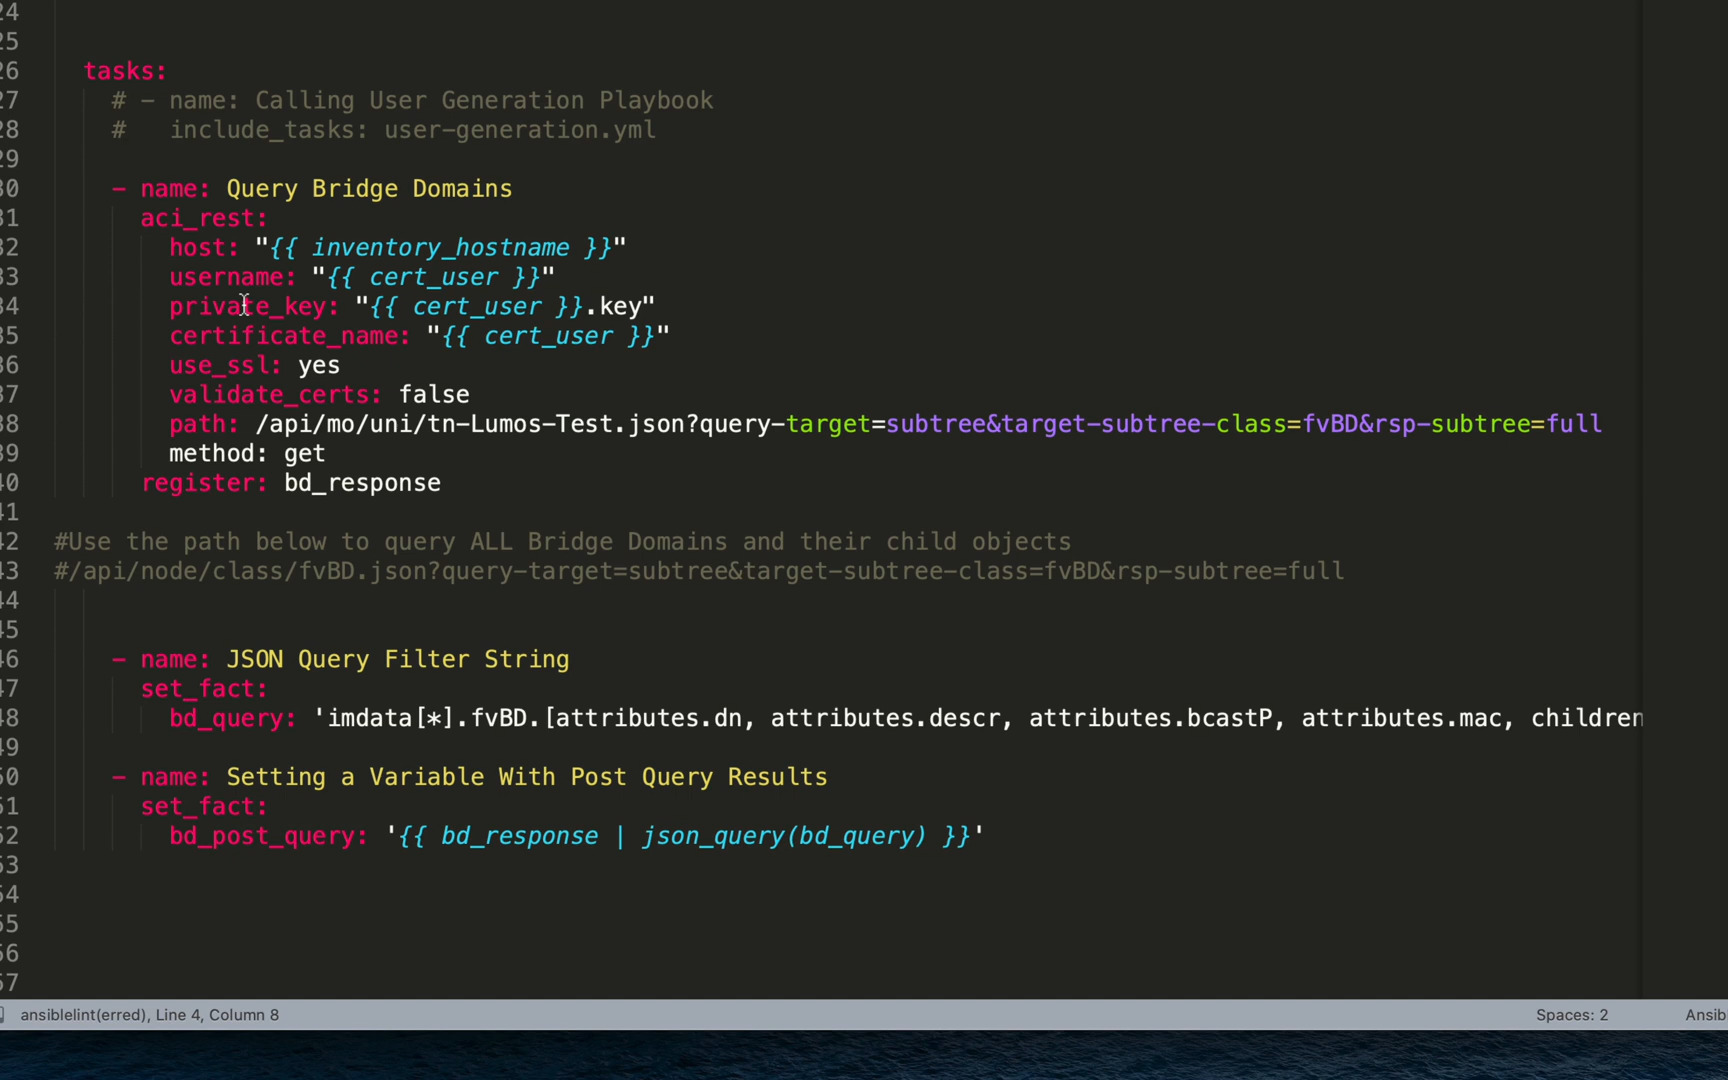 24
25
26 tasks:
27 # - name: Calling User Generation Playbook
28 #   include_tasks: user-generation.yml
29
30 - name: Query Bridge Domains
31 aci_rest:
32 host: "{{ inventory_hostname }}"
33 username: "{{ cert_user }}"
34 private_key: "{{ cert_user }}.key"
35 certificate_name: "{{ cert_user }}"
36 use_ssl: yes
37 validate_certs: false
38 path: /api/mo/uni/tn-Lumos-Test.json?query-target=subtree&target-subtree-class=fvBD&rsp-subtree=full
39 method: get
40 register: bd_response
41
42 #Use the path below to query ALL Bridge Domains and their child objects
43 #/api/node/class/fvBD.json?query-target=subtree&target-subtree-class=fvBD&rsp-subtree=full
44
45
46 - name: JSON Query Filter String
47 set_fact:
48 bd_query: 'imdata[*].fvBD.[attributes.dn, attributes.descr, attributes.bcastP, attributes.mac, children
49
50 - name: Setting a Variable With Post Query Results
51 set_fact:
52 bd_post_query: '{{ bd_response | json_query(bd_query) }}'
53
54
55
56
57
ansiblelint(erred), Line 4, Column 8 Spaces: 2 Ansib